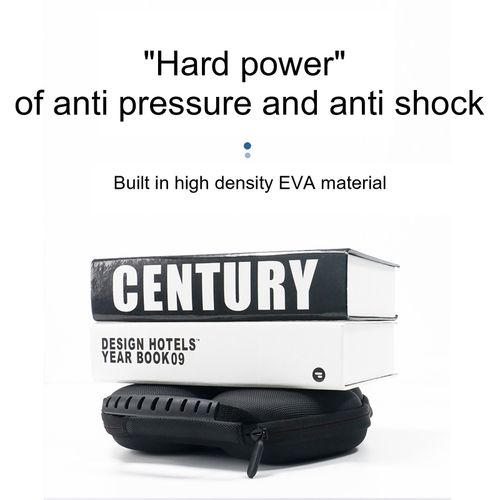 "Hard power"
of anti pressure and anti shock
Built in high density EVA material
CENTURY
DESIGN HOTELS™
YEAR BOOK09